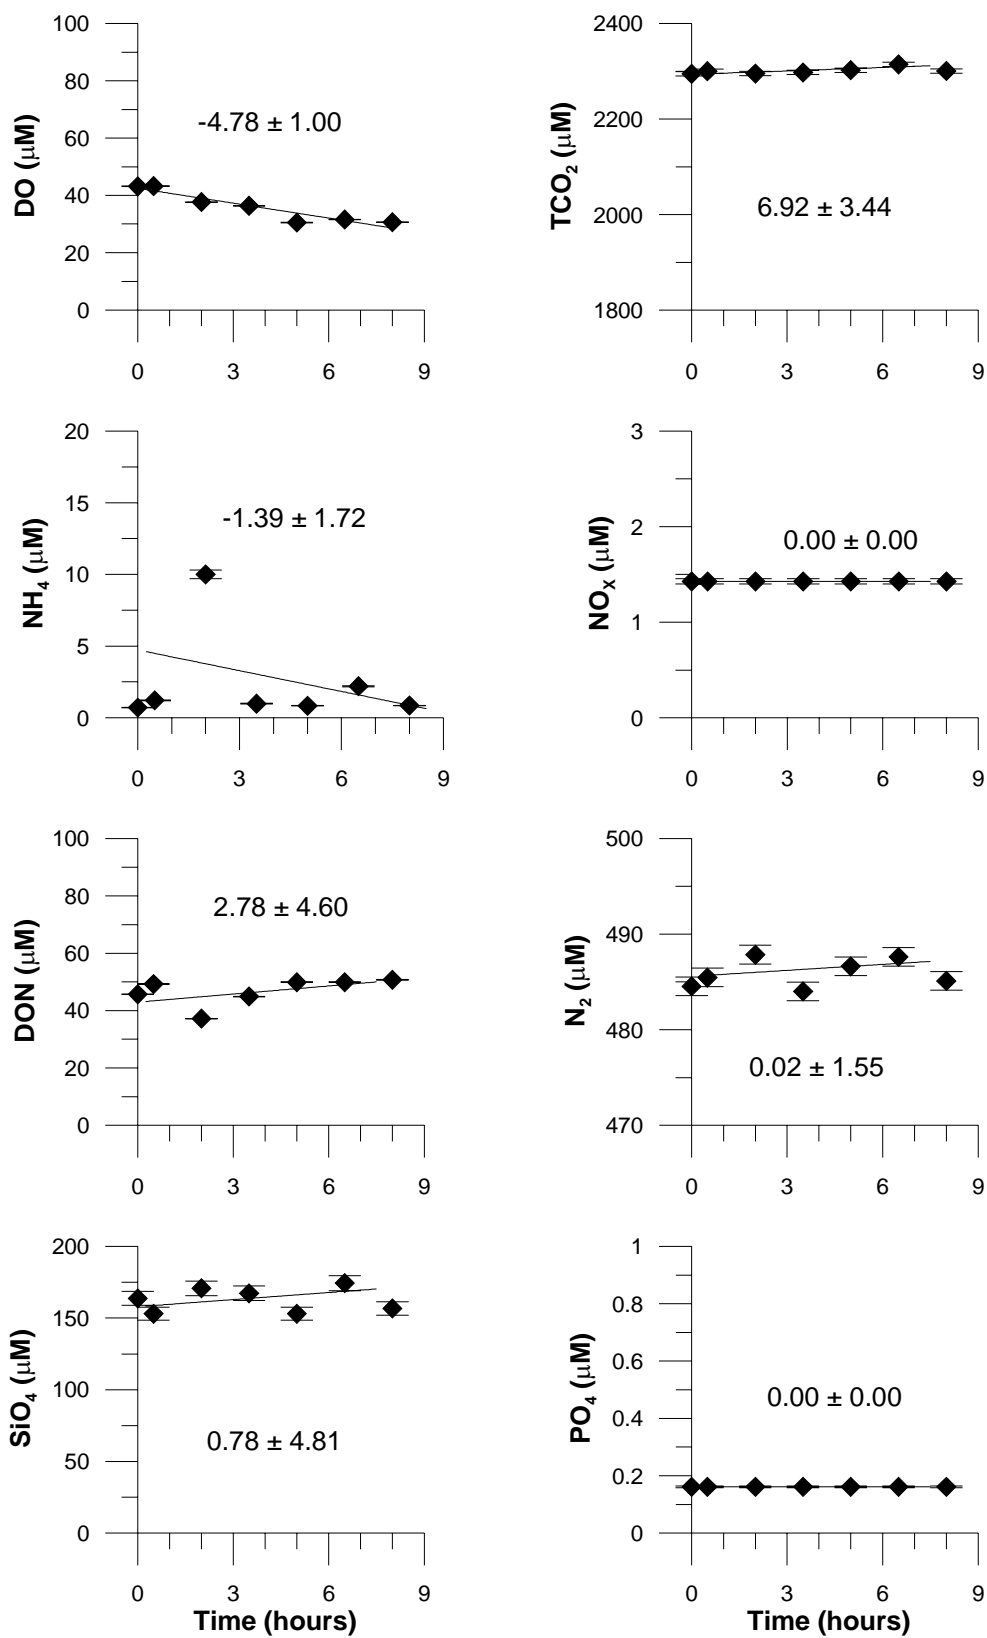 100
80
60
40
20
0
DO (μM)
-4.78 ± 1.00
0 3 6 9
2400
2200
2000
1800
TCO₂ (μM)
6.92 ± 3.44
0 3 6 9
20
15
10
5
0
NH₄ (μM)
-1.39 ± 1.72
0 3 6 9
3
2
1
0
NOₓ (μM)
0.00 ± 0.00
0 3 6 9
100
80
60
40
20
0
DON (μM)
2.78 ± 4.60
0 3 6 9
500
490
480
470
N₂ (μM)
0.02 ± 1.55
0 3 6 9
200
150
100
50
0
SiO₄ (μM)
0.78 ± 4.81
0 3 6 9
Time (hours)
1
0.8
0.6
0.4
0.2
0
PO₄ (μM)
0.00 ± 0.00
0 3 6 9
Time (hours)